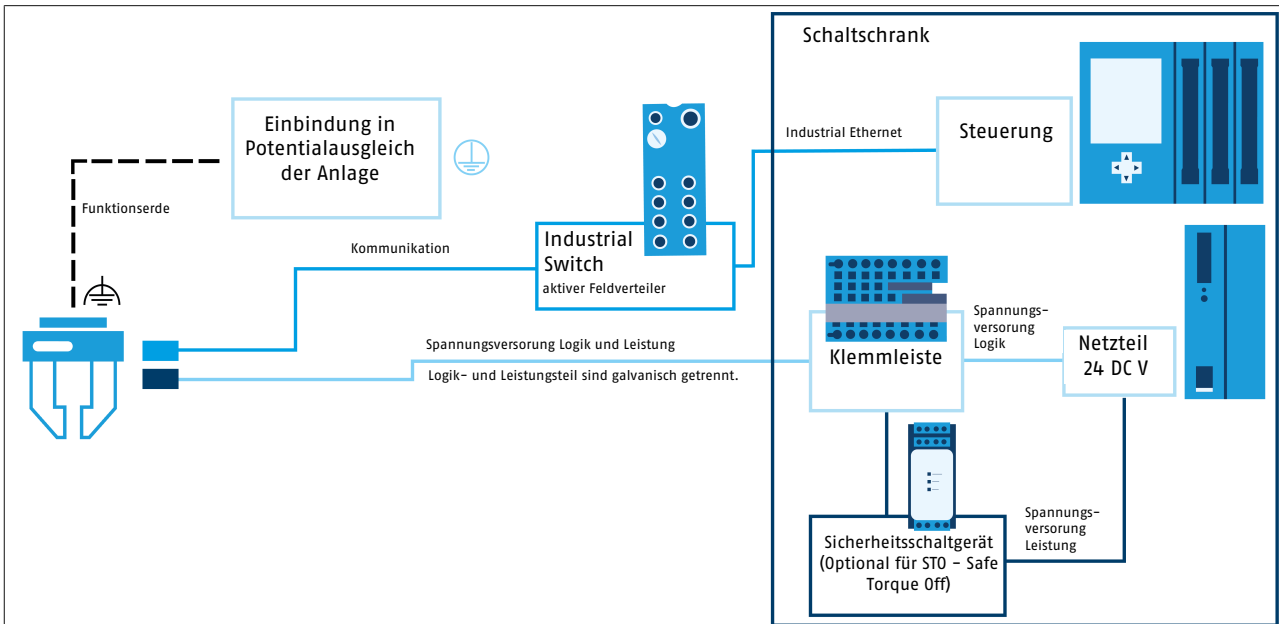 Schaltschrank
Einbindung in
Potentialausgleich
der Anlage
Funktionserde
Industrial Ethernet
Steuerung
Kommunikation
Industrial
Switch
aktiver Feldverteiler
Spannungsversorgung Logik und Leistung
Logik- und Leistungsteil sind galvanisch getrennt.
Klemmleiste
Spannungs-
versorung
Logik
Netzteil
24 DC V
Sicherheitsschaltgerät
(Optional für STO - Safe
Torque Off)
Spannungs-
versorung
Leistung